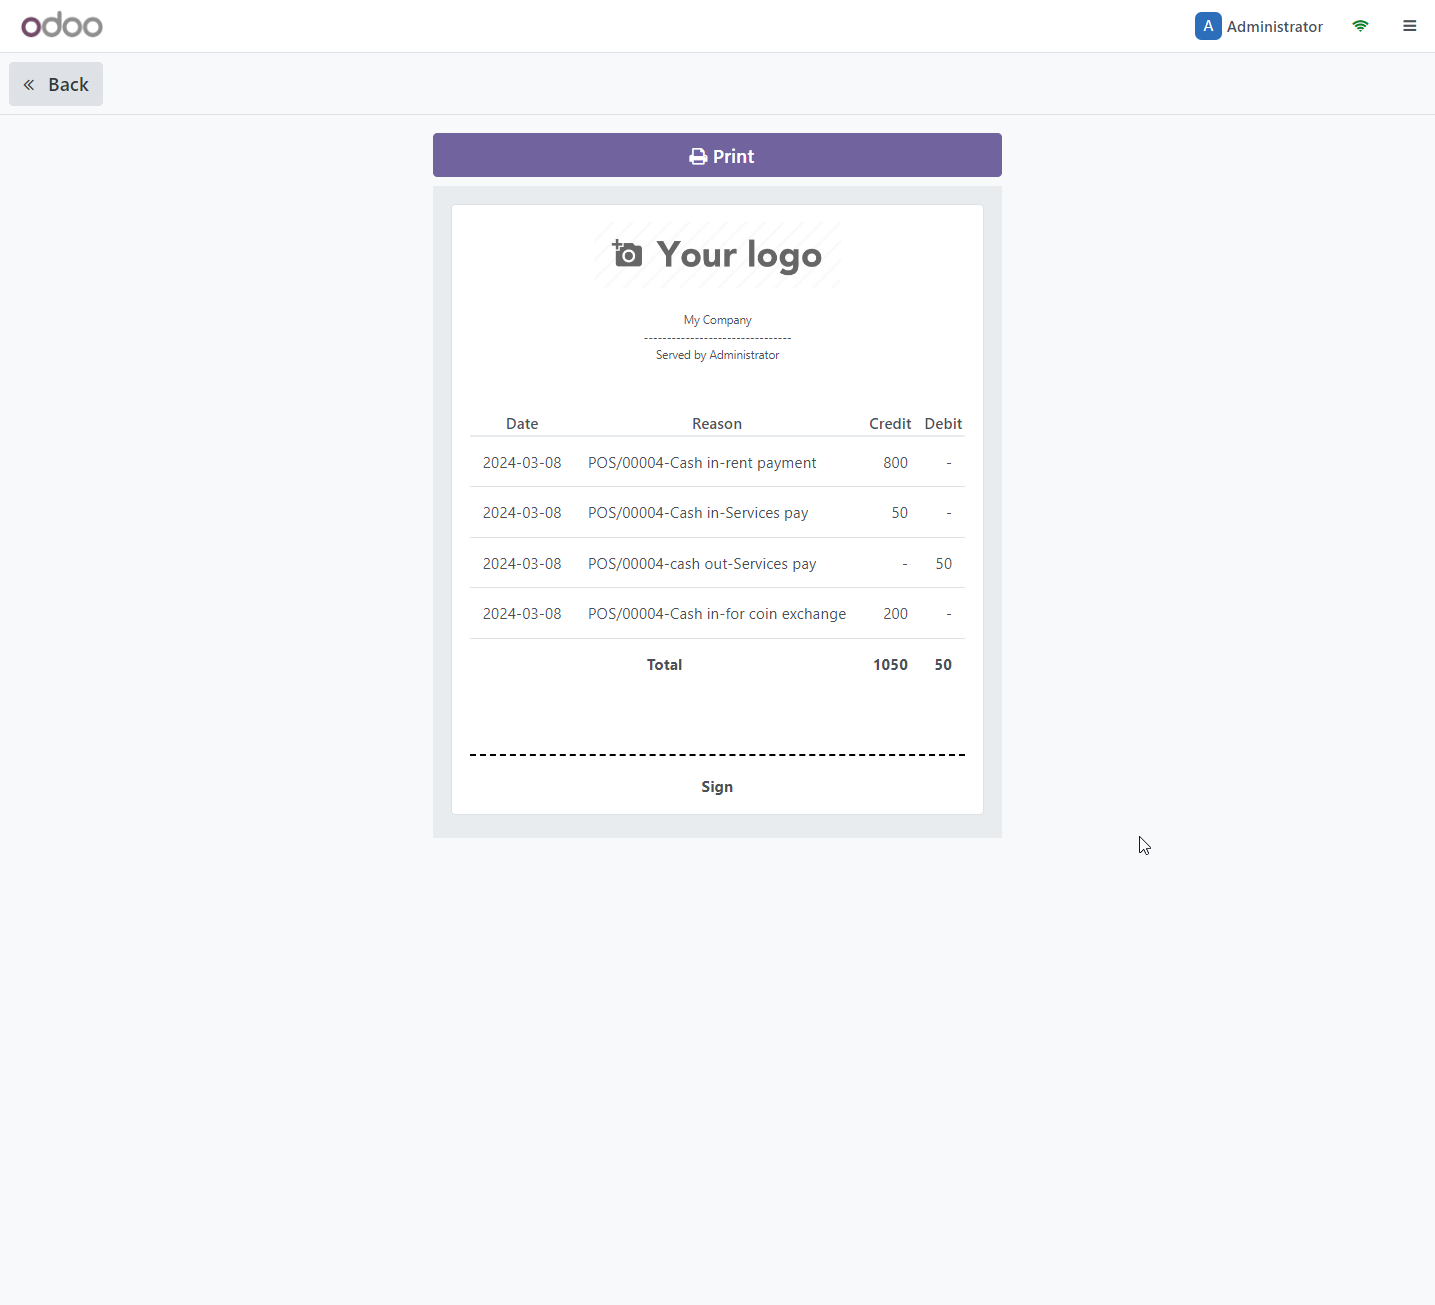 odoo
A Administrator
Back
Print
Your logo
My Company
--------------------------------
Served by Administrator
Date Reason Credit Debit
2024-03-08 POS/00004-Cash in-rent payment 800 -
2024-03-08 POS/00004-Cash in-Services pay 50 -
2024-03-08 POS/00004-cash out-Services pay - 50
2024-03-08 POS/00004-Cash in-for coin exchange 200 -
Total 1050 50
Sign